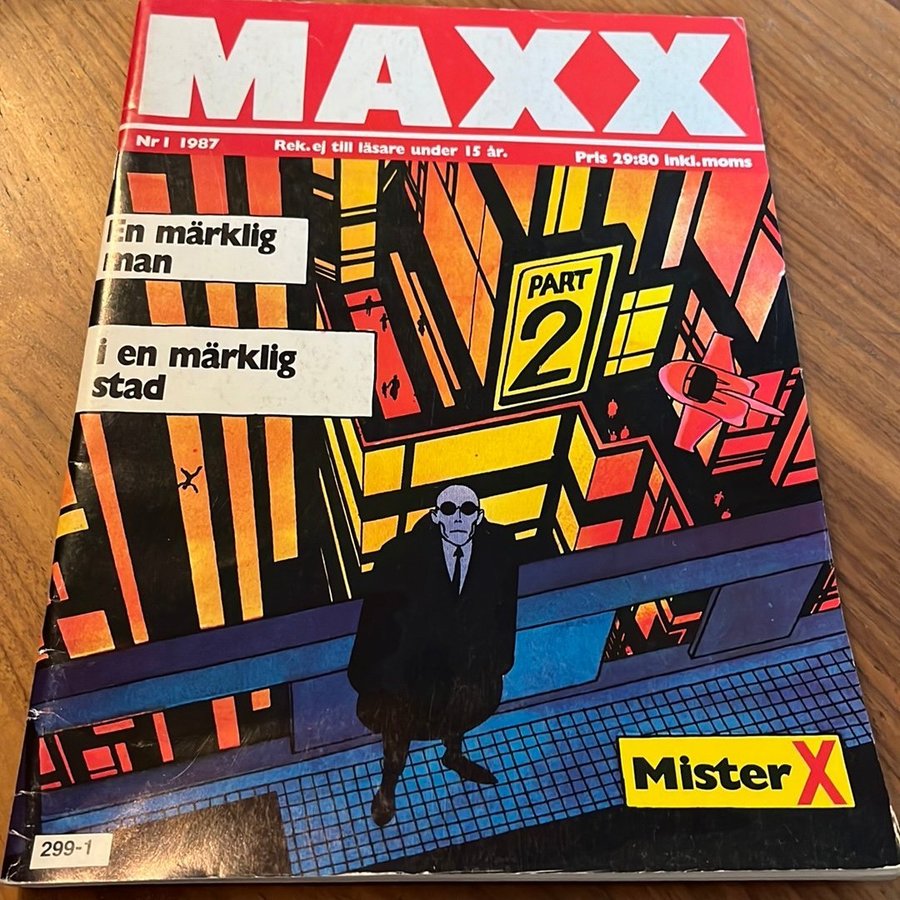 MAXX
Nr 1 1987 Rek. ej till läsare under 15 år. Pris 29:80 inkl. moms
En märklig
man
i en märklig
stad
PART
2
Mister X
299-1